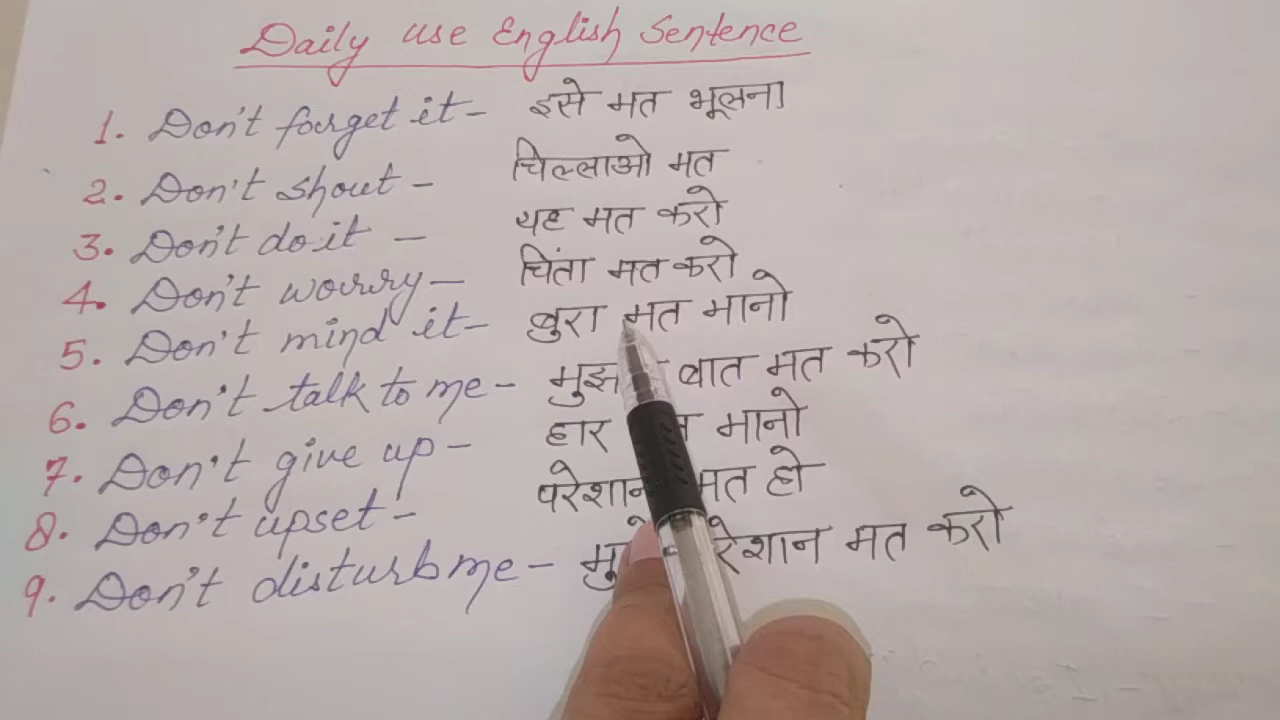 Daily use English Sentence
1. Don't forget it - इसे मत भूलना
2. Don't shout - चिल्लाओ मत
3. Don't do it - यह मत करो
4. Don't worry - चिंता मत करो
5. Don't mind it - बुरा मत मानो
6. Don't talk to me - बात मत करो
7. Don't give up - हार मानो
8. Don't upset - परेशान मत हो
9. Don't disturb me - मत करो